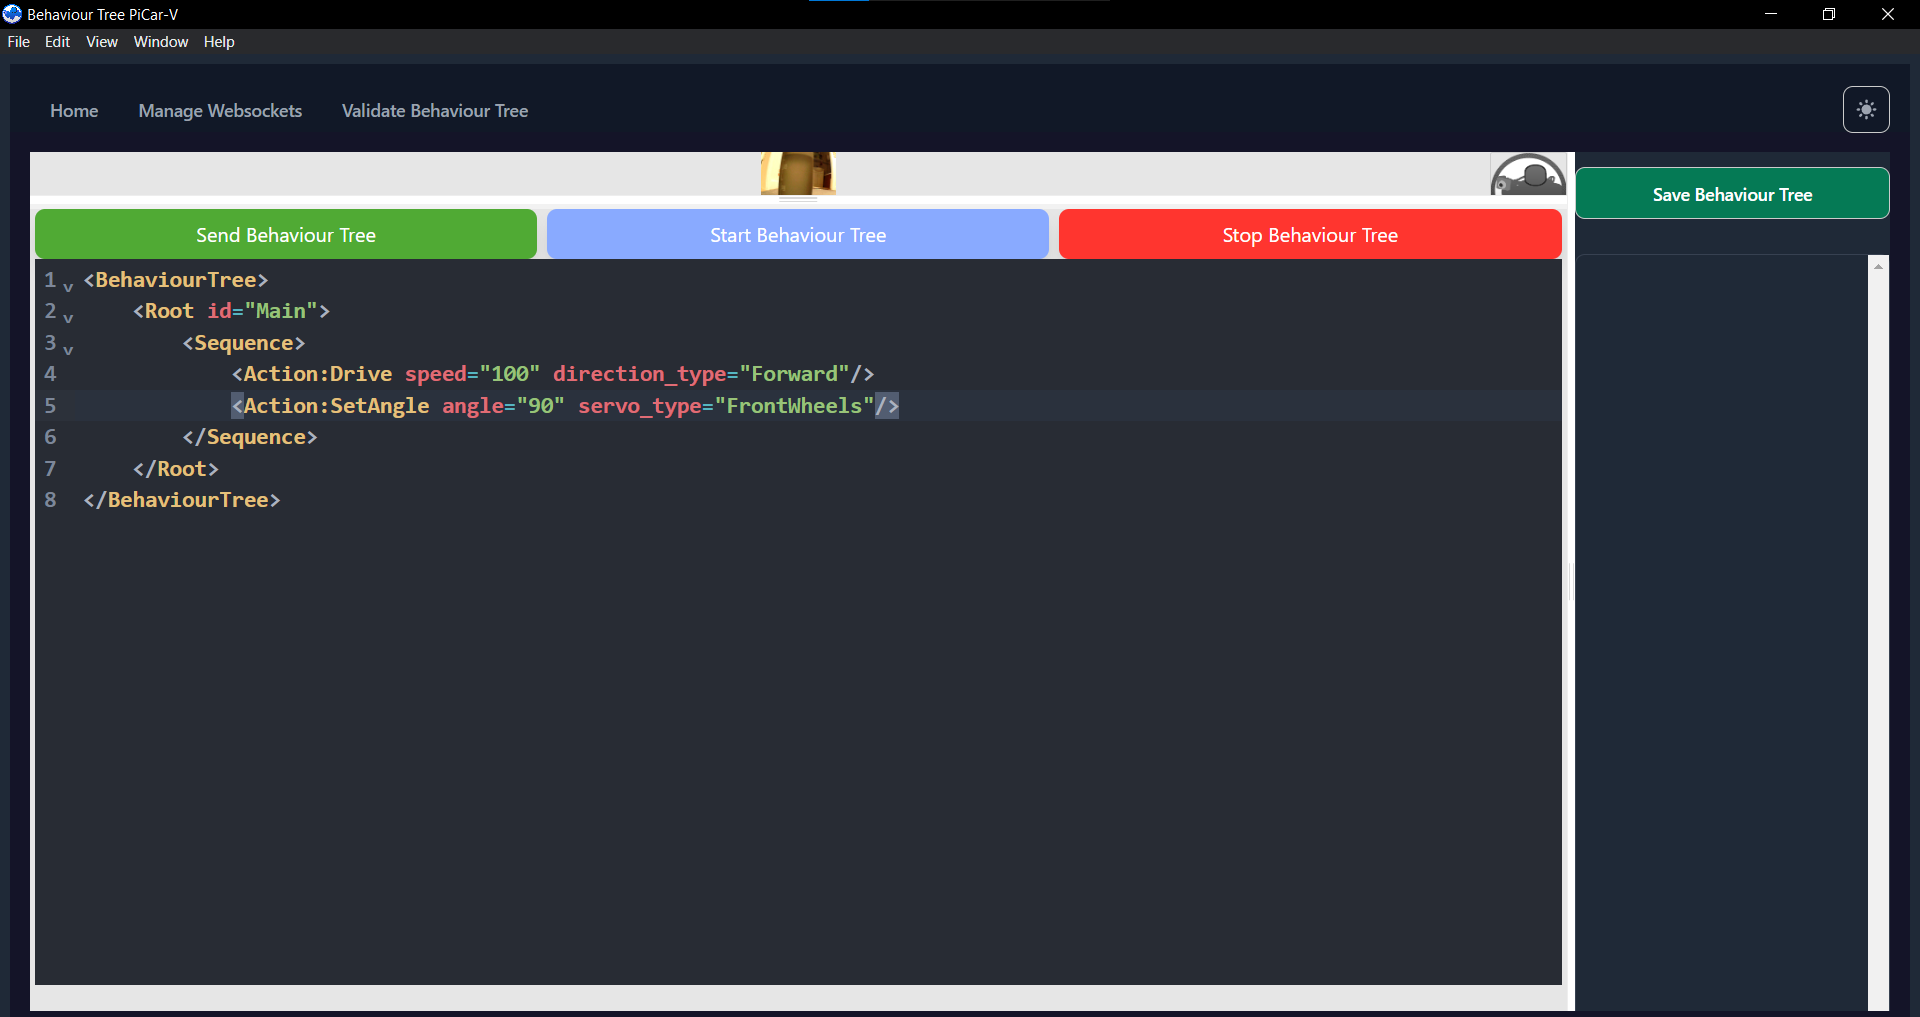 Behaviour Tree PiCar-V
File Edit View Window Help
Home Manage Websockets Validate Behaviour Tree
Save Behaviour Tree
Send Behaviour Tree Start Behaviour Tree Stop Behaviour Tree
1 <BehaviourTree>
2 <Root id="Main">
3 <Sequence>
4 <Action:Drive speed="100" direction_type="Forward"/>
5 <Action:SetAngle angle="90" servo_type="FrontWheels"/>
6 </Sequence>
7 </Root>
8 </BehaviourTree>